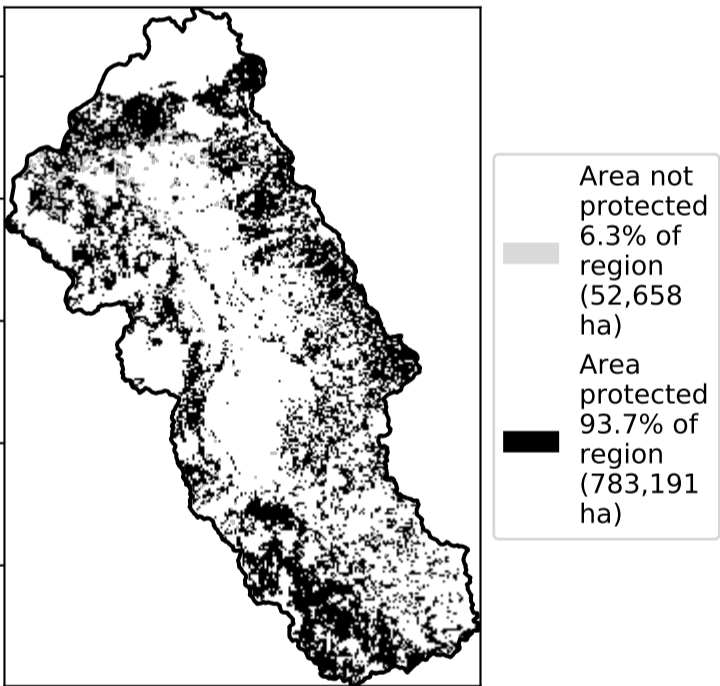 Area not
protected
6.3% of
region
(52,658
ha)
Area
protected
93.7% of
region
(783,191
ha)